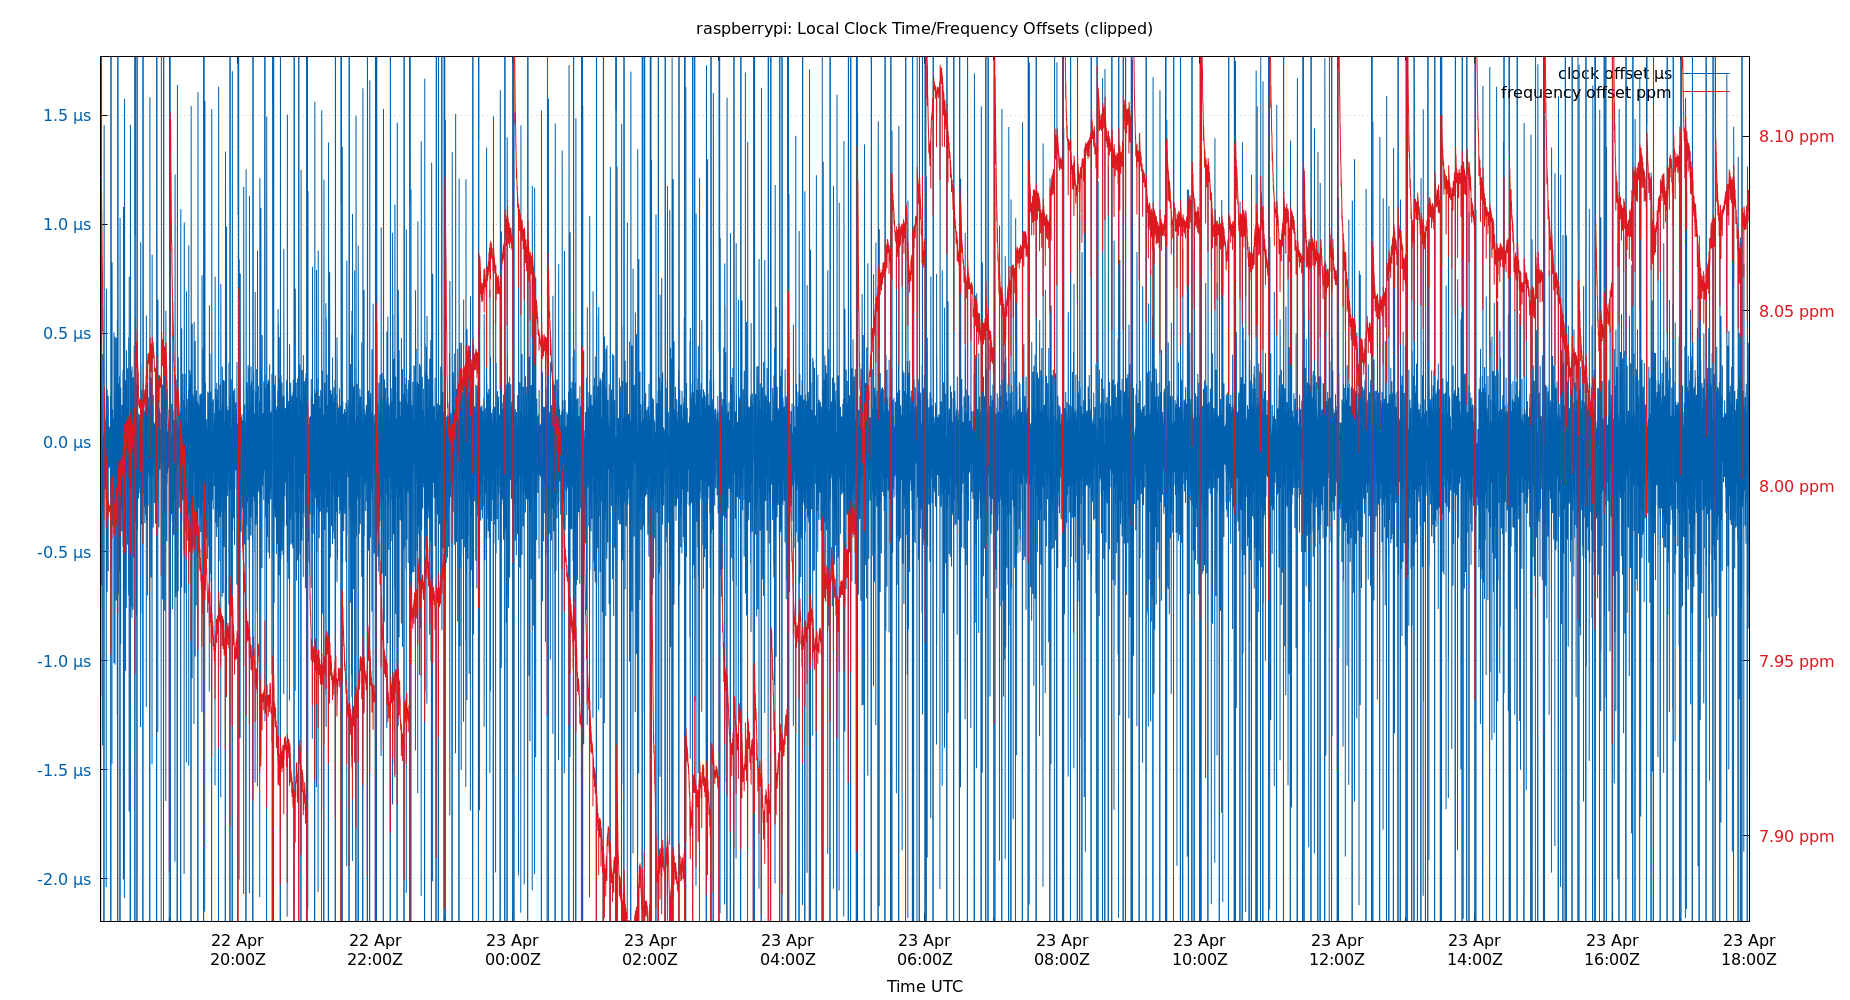 raspberrypi: Local Clock Time/Frequency Offsets (clipped)
clock offset µs
frequency offset ppm
1.5 µs
1.0 µs
0.5 µs
0.0 µs
-0.5 µs
-1.0 µs
-1.5 µs
-2.0 µs
8.10 ppm
8.05 ppm
8.00 ppm
7.95 ppm
7.90 ppm
22 Apr 22 Apr 23 Apr 23 Apr 23 Apr 23 Apr 23 Apr 23 Apr 23 Apr 23 Apr 23 Apr 23 Apr
20:00Z 22:00Z 00:00Z 02:00Z 04:00Z 06:00Z 08:00Z 10:00Z 12:00Z 14:00Z 16:00Z 18:00Z
Time UTC